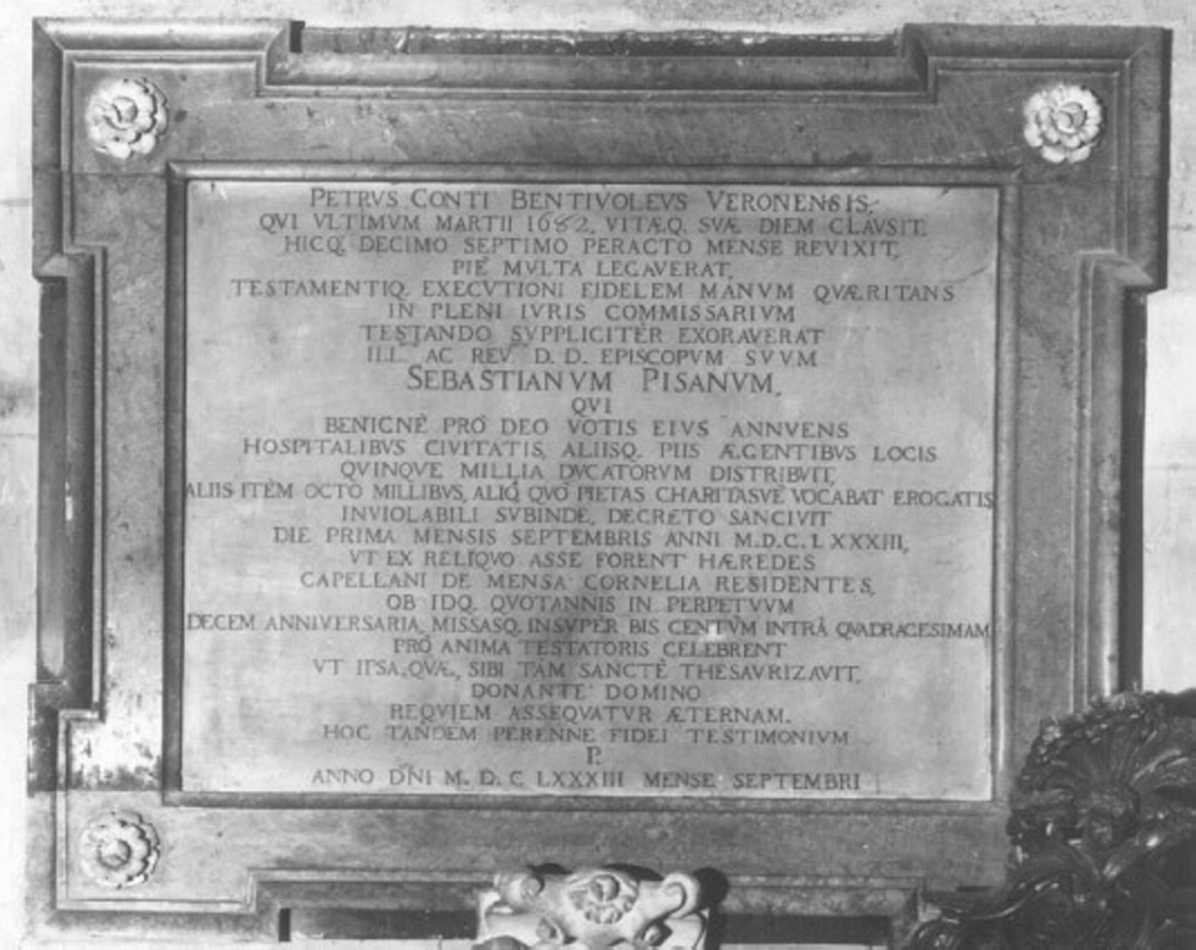 PETRVS CONTI BENTIVOLEVS VERONENSIS,
QVI VLTIMVM MARTII 1682, VITÆQ. SVÆ DIEM CLAVSIT.
HICQ, DECIMO SEPTIMO PERACTO MENSE REVIXIT,
PIÈ MVLTA LEGAVERAT,
TESTAMENTIQ. EXECVTIONI FIDELEM MANVM QVÆRITANS
IN PLENI IVRIS COMMISSARIVM
TESTANDO SVPPLICITER EXORAVERAT
ILL. AC REV. D. D. EPISCOPVM SVVM
SEBASTIANVM PISANVM,
QVI
BENIGNÈ PRO DEO VOTIS EIVS ANNVENS
HOSPITALIBVS CIVITATIS, ALIISQ. PIIS ÆGENTIBVS LOCIS
QVINQVE MILLIA DVCATORVM DISTRIBVIT,
ALIIS ITEM OCTO MILLIBVS, ALIQ. QVO PIETAS CHARITASVE VOCABAT EROGATIS
INVIOLABILI SVBINDE, DECRETO SANCIVIT
DIE PRIMA MENSIS SEPTEMBRIS ANNI M.D.C.LXXXIII,
VT EX RELIQVO ASSE FORENT HÆREDES
CAPELLANI DE MENSA CORNELIA RESIDENTES,
OB IDQ. QVOTANNIS IN PERPETVVM
DECEM ANNIVERSARIA, MISSASQ. INSVPER BIS CENTVM INTRÀ QVADRAGESIMAM
PRO ANIMA TESTATORIS CELEBRENT
VT IPSA, QVÆ, SIBI TAM SANCTÈ THESAVRIZAVIT,
DONANTE DOMINO
REQVIEM ASSEQVATVR ÆTERNAM.
HOC TANDEM PERENNE FIDEI TESTIMONIVM
P.
ANNO DÑI M. D. C LXXXIII MENSE SEPTEMBRI